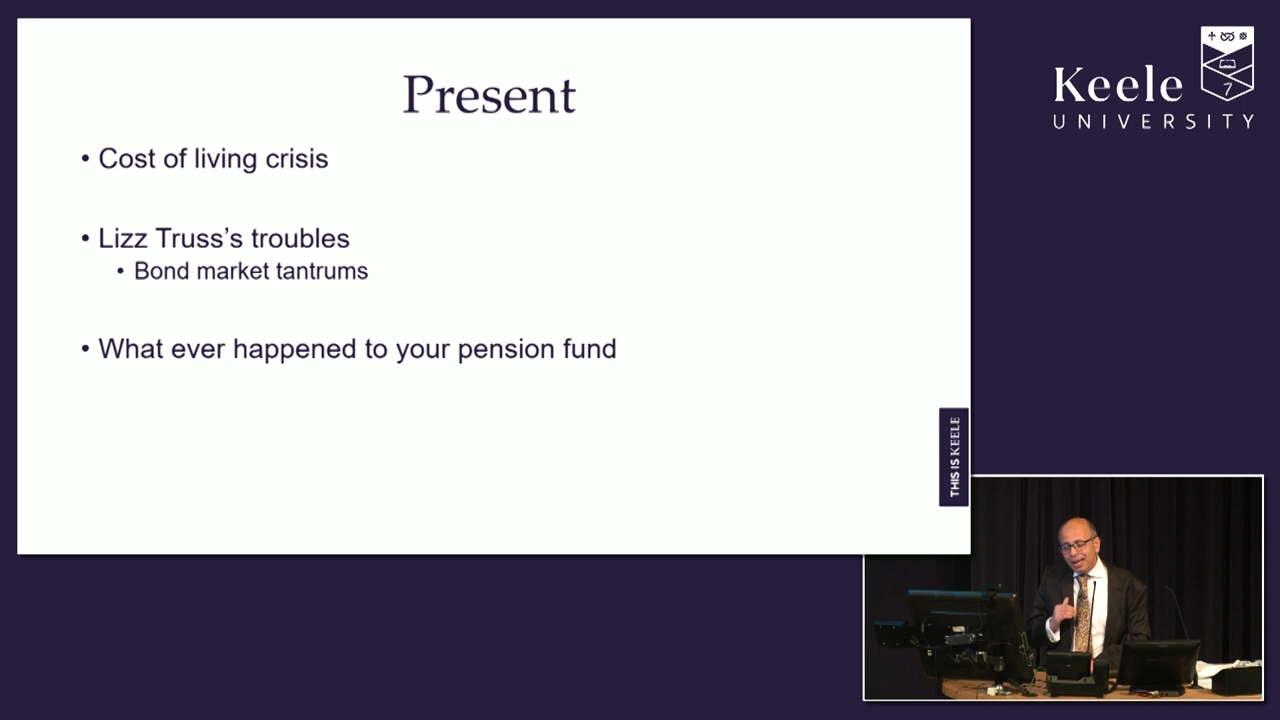 Present
• Cost of living crisis
• Lizz Truss’s troubles
• Bond market tantrums
• What ever happened to your pension fund
THIS IS KEELE
Keele
UNIVERSITY